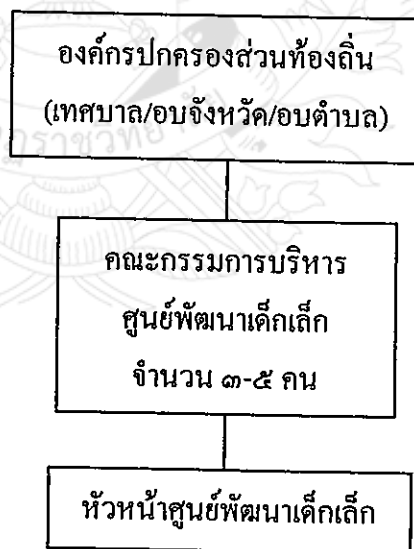 องค์กรปกครองส่วนท้องถิ่น
(เทศบาล/อบจังหวัด/อบตำบล)
คณะกรรมการบริหาร
ศูนย์พัฒนาเด็กเล็ก
จำนวน ๓-๕ คน
หัวหน้าศูนย์พัฒนาเด็กเล็ก